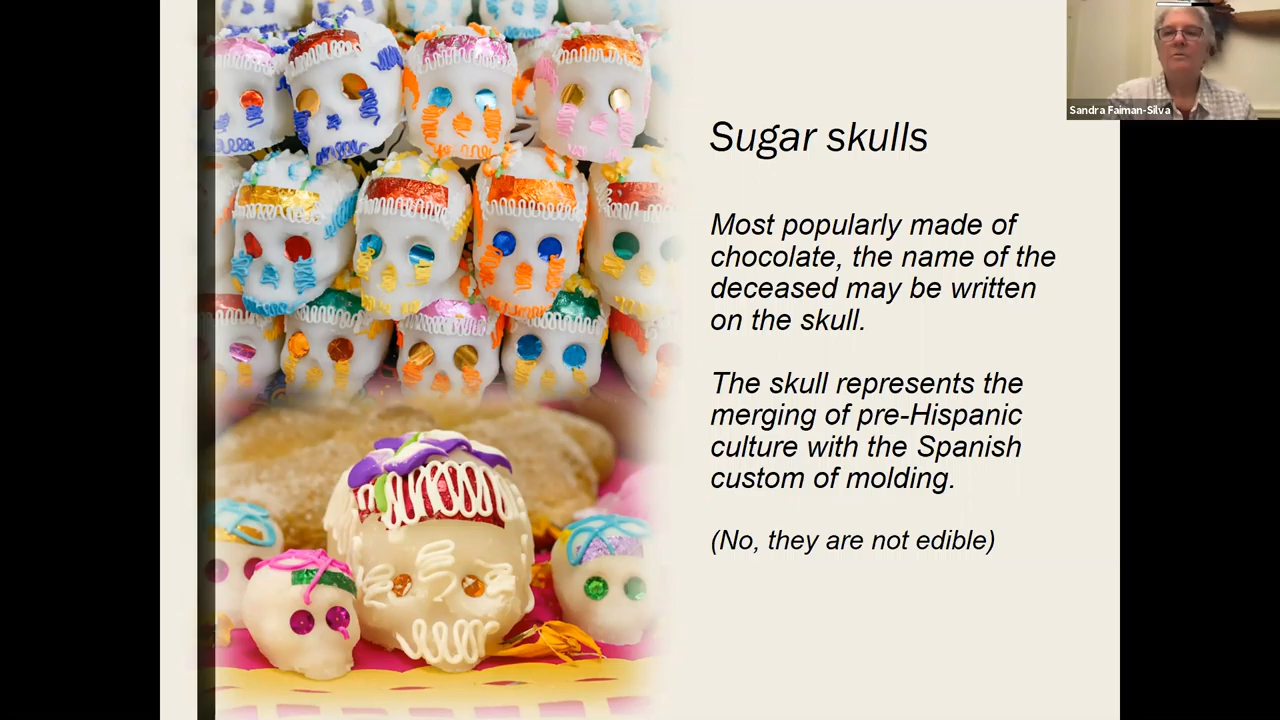 Sandra Faiman-Silva
Sugar skulls
Most popularly made of
chocolate, the name of the
deceased may be written
on the skull.
The skull represents the
merging of pre-Hispanic
culture with the Spanish
custom of molding.
(No, they are not edible)